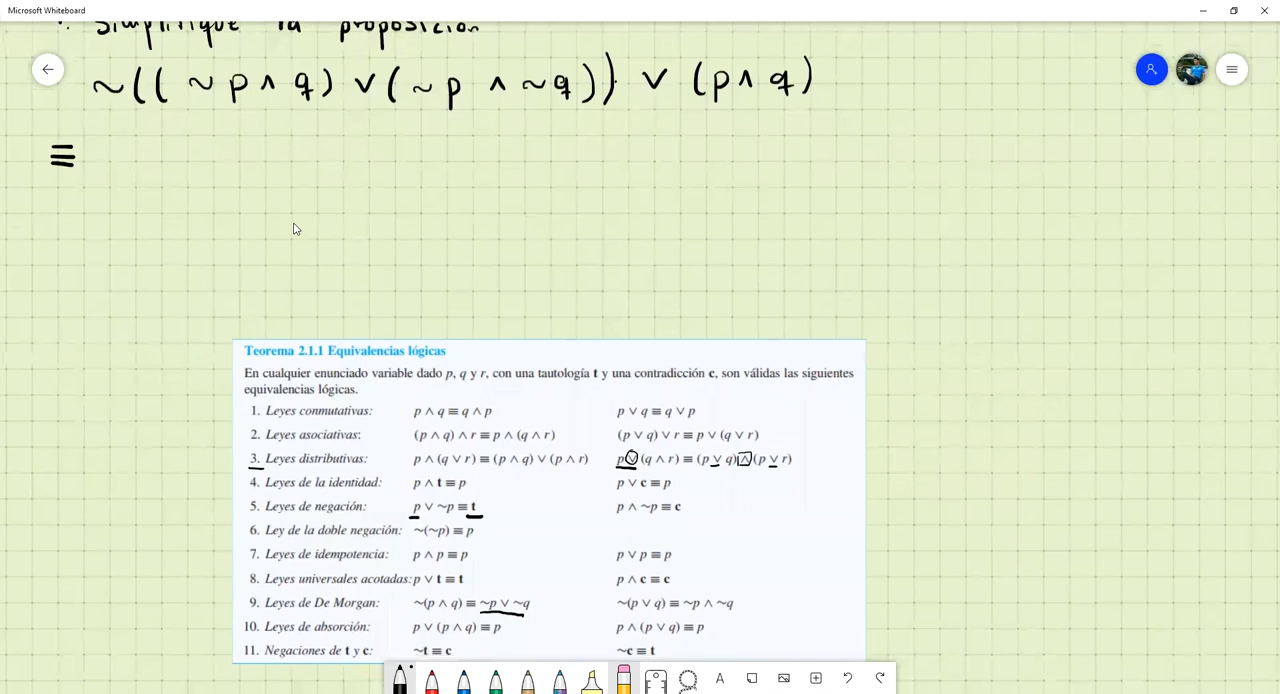 Microsoft Whiteboard
Simplifique la proposición
~((~p∧q)∨(~p∧~q))∨(p∧q)
≡
Teorema 2.1.1 Equivalencias lógicas
En cualquier enunciado variable dado p, q y r, con una tautología t y una contradicción c, son válidas las siguientes
equivalencias lógicas.
1. Leyes conmutativas: p ∧ q ≡ q ∧ p p ∨ q ≡ q ∨ p
2. Leyes asociativas: (p ∧ q) ∧ r ≡ p ∧ (q ∧ r) (p ∨ q) ∨ r ≡ p ∨ (q ∨ r)
3. Leyes distributivas: p ∧ (q ∨ r) ≡ (p ∧ q) ∨ (p ∧ r) p ∨ (q ∧ r) ≡ (p ∨ q) ∧ (p ∨ r)
4. Leyes de la identidad: p ∧ t ≡ p p ∨ c ≡ p
5. Leyes de negación: p ∨ ~p ≡ t p ∧ ~p ≡ c
6. Ley de la doble negación: ~(~p) ≡ p
7. Leyes de idempotencia: p ∧ p ≡ p p ∨ p ≡ p
8. Leyes universales acotadas: p ∨ t ≡ t p ∧ c ≡ c
9. Leyes de De Morgan: ~(p ∧ q) ≡ ~p ∨ ~q ~(p ∨ q) ≡ ~p ∧ ~q
10. Leyes de absorción: p ∨ (p ∧ q) ≡ p p ∧ (p ∨ q) ≡ p
11. Negaciones de t y c: ~t ≡ c ~c ≡ t
A